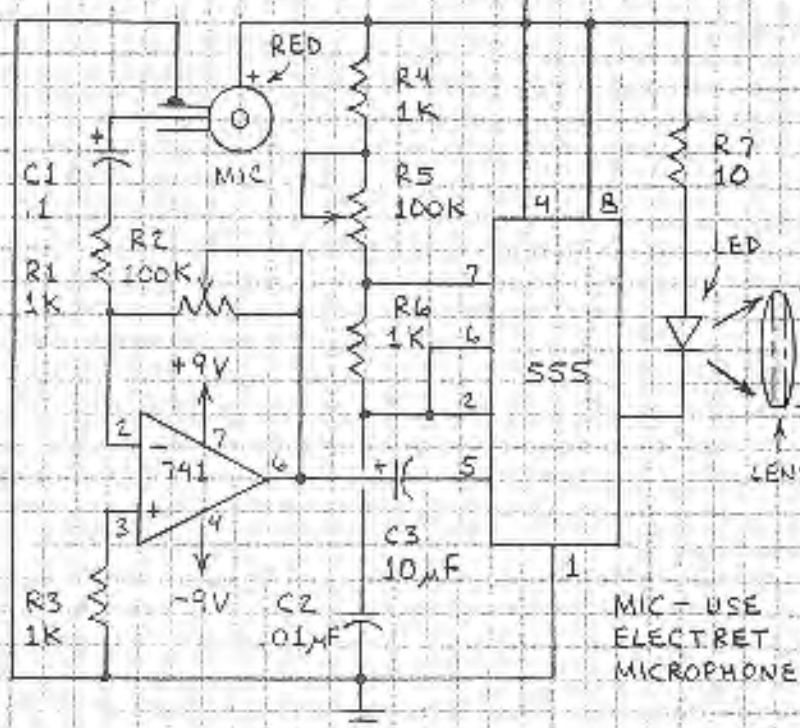 RED
+
R4
1K
+
C1
.1
MIC
R5
100K
R7
10
4
8
R2
100K
LED
R1
1K
7
R6
1K
6
+9V
555
2
2
-
7
741
6
+
5
+
3
4
C3
10µF
1
R3
1K
-9V
C2
.01µF
MIC - USE
ELECTRET
MICROPHONE